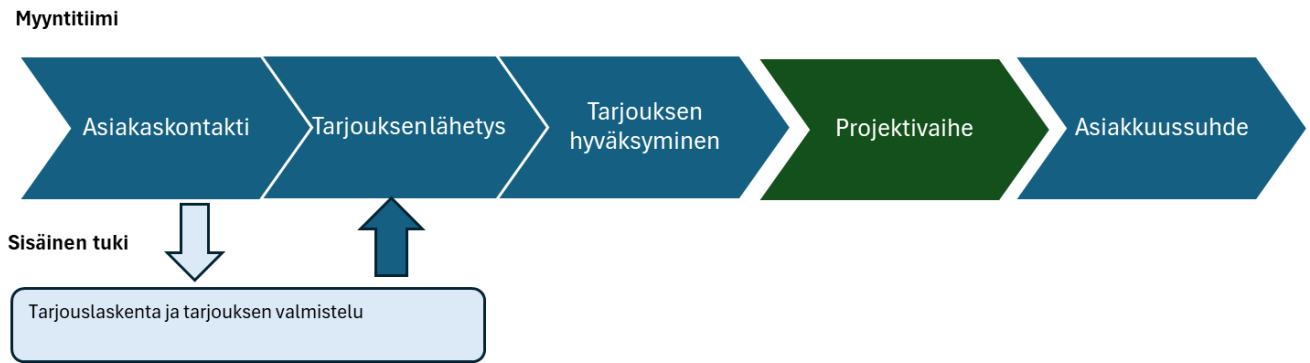 Myyntitiimi
Asiakaskontakti
Tarjouksen lähetys
Tarjouksen
hyväksyminen
Projektivaihe
Asiakkuussuhde
Sisäinen tuki
Tarjouslaskenta ja tarjouksen valmistelu